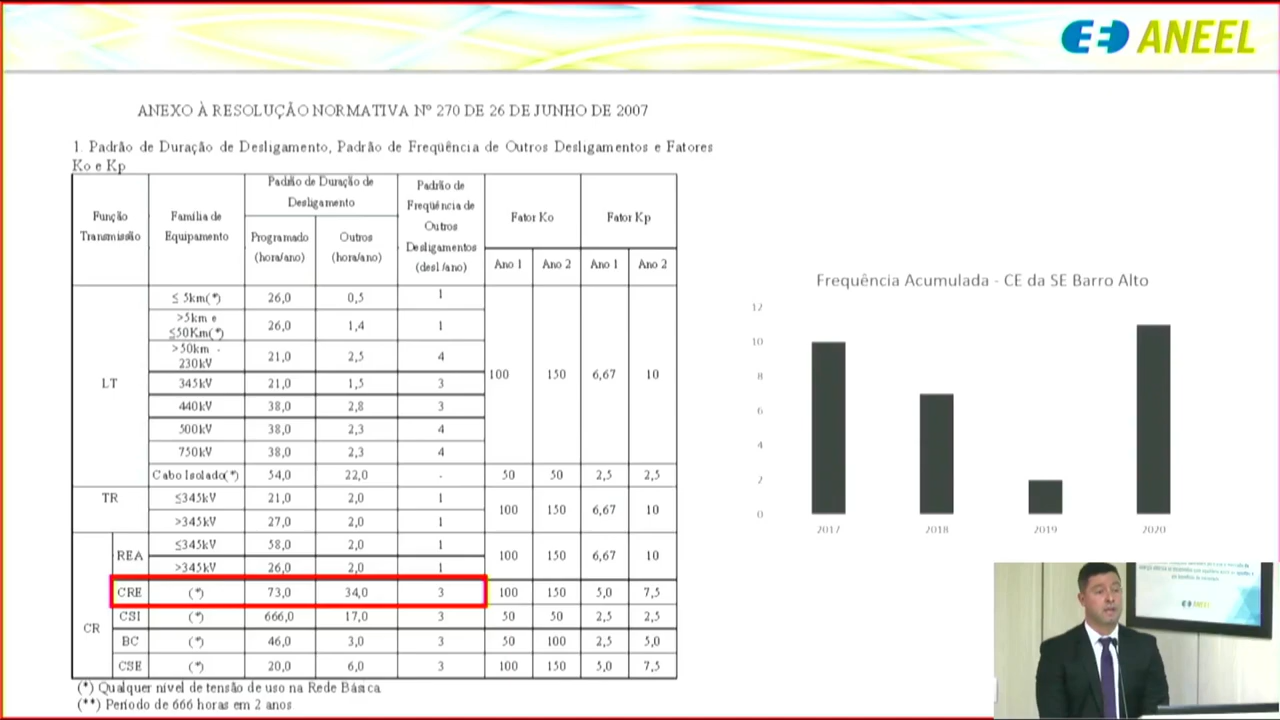 ANEEL
ANEXO À RESOLUÇÃO NORMATIVA Nº 270 DE 26 DE JUNHO DE 2007
1. Padrão de Duração de Desligamento, Padrão de Freqüência de Outros Desligamentos e Fatores
Ko e Kp
Função Transmissão Família de Equipamento Padrão de Duração de Desligamento Padrão de Freqüência de Outros Desligamentos (desl./ano) Fator Ko Fator Kp
Programado (hora/ano) Outros (hora/ano) Ano 1 Ano 2 Ano 1 Ano 2
LT ≤ 5km(*) 26,0 0,5 1 100 150 6,67 10
>5km e ≤50Km(*) 26,0 1,4 1
>50km - 230kV 21,0 2,5 4
345kV 21,0 1,5 3
440kV 38,0 2,8 3
500kV 38,0 2,3 4
750kV 38,0 2,3 4
Cabo Isolado(*) 54,0 22,0 - 50 50 2,5 2,5
TR ≤345kV 21,0 2,0 1 100 150 6,67 10
>345kV 27,0 2,0 1
CR REA ≤345kV 58,0 2,0 1 100 150 6,67 10
>345kV 26,0 2,0 1
CRE (*) 73,0 3 100 150 5,0 7,5
CSI (*) 666,0 17,0 3 50 50 2,5 2,5
BC (*) 46,0 3,0 3 50 100 2,5 5,0
CSE (*) 20,0 6,0 3 100 150 5,0 7,5
(*) Qualquer nível de tensão de uso na Rede Básica
(**) Período de 666 horas em 2 anos
Frequência Acumulada - CE da SE Barro Alto
12
10
8
6
4
2
0
2017 2018 2019 2020
ANEEL